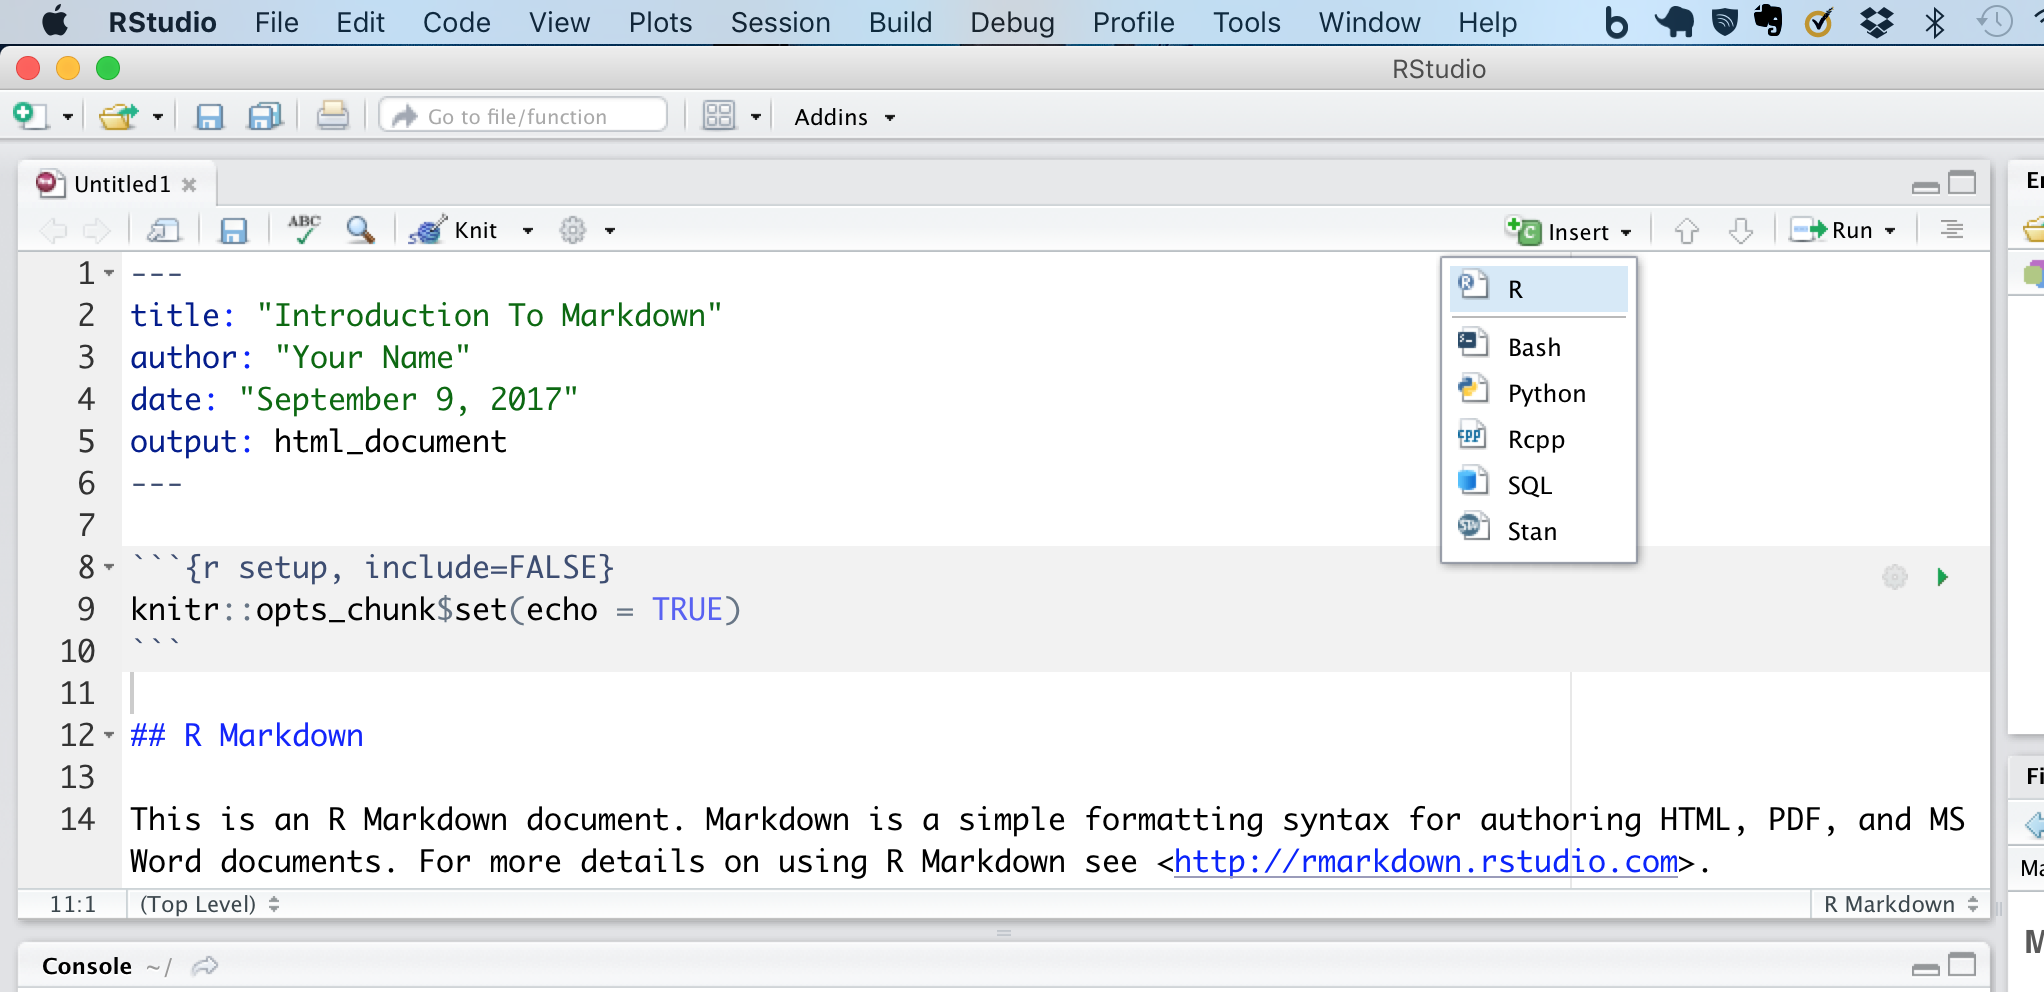 RStudio File Edit Code View Plots Session Build Debug Profile Tools Window Help
RStudio
Go to file/function Addins
Untitled1
ABC Knit Insert Run
1 ---
2 title: "Introduction To Markdown"
3 author: "Your Name"
4 date: "September 9, 2017"
5 output: html_document
6 ---
7
8 ```{r setup, include=FALSE}
9 knitr::opts_chunk$set(echo = TRUE)
10 ```
11
12 ## R Markdown
13
14 This is an R Markdown document. Markdown is a simple formatting syntax for authoring HTML, PDF, and MS
Word documents. For more details on using R Markdown see <http://rmarkdown.rstudio.com>.
R
Bash
Python
Rcpp
SQL
Stan
11:1 (Top Level) R Markdown
Console ~/